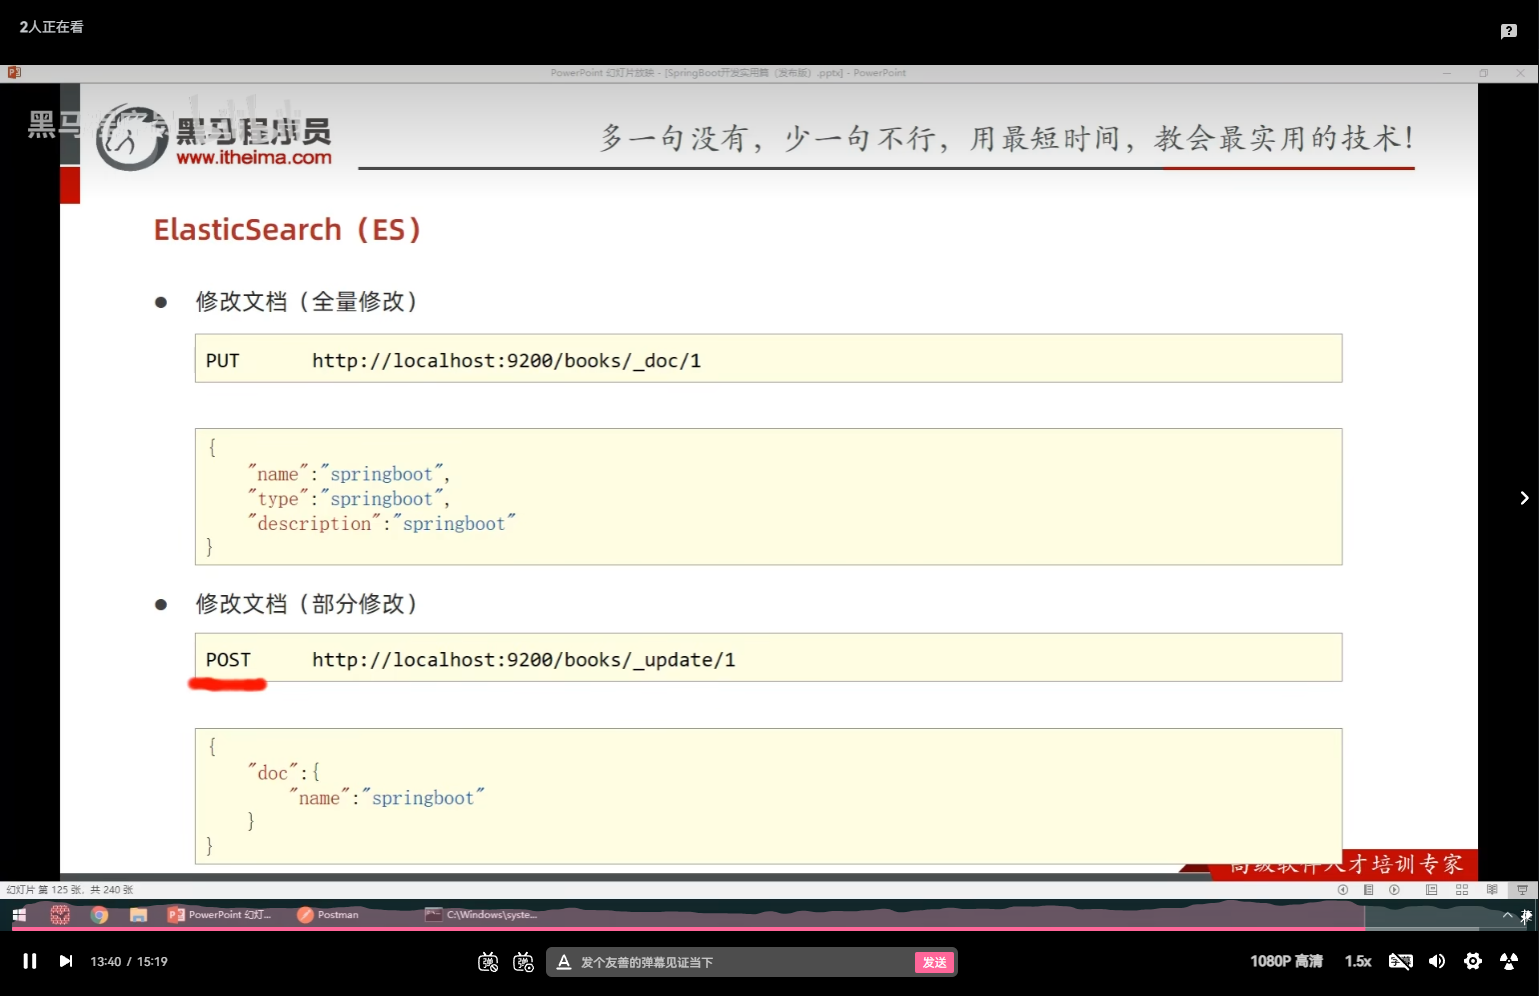 2人正在看
PowerPoint 幻灯片放映 - [SpringBoot开发实用篇（发布版）.pptx] - PowerPoint
黑马程序员
www.itheima.com
多一句没有，少一句不行，用最短时间，教会最实用的技术！
ElasticSearch（ES）
● 修改文档（全量修改）
PUT http://localhost:9200/books/_doc/1
{
"name":"springboot",
"type":"springboot",
"description":"springboot"
}
● 修改文档（部分修改）
POST http://localhost:9200/books/_update/1
{
"doc":{
"name":"springboot"
}
}
高级软件人才培训专家
幻灯片 第 125 张，共 240 张
PowerPoint 幻灯...
Postman
C:\Windows\syste...
13:40 / 15:19
发个友善的弹幕见证当下
发送
1080P 高清
1.5x